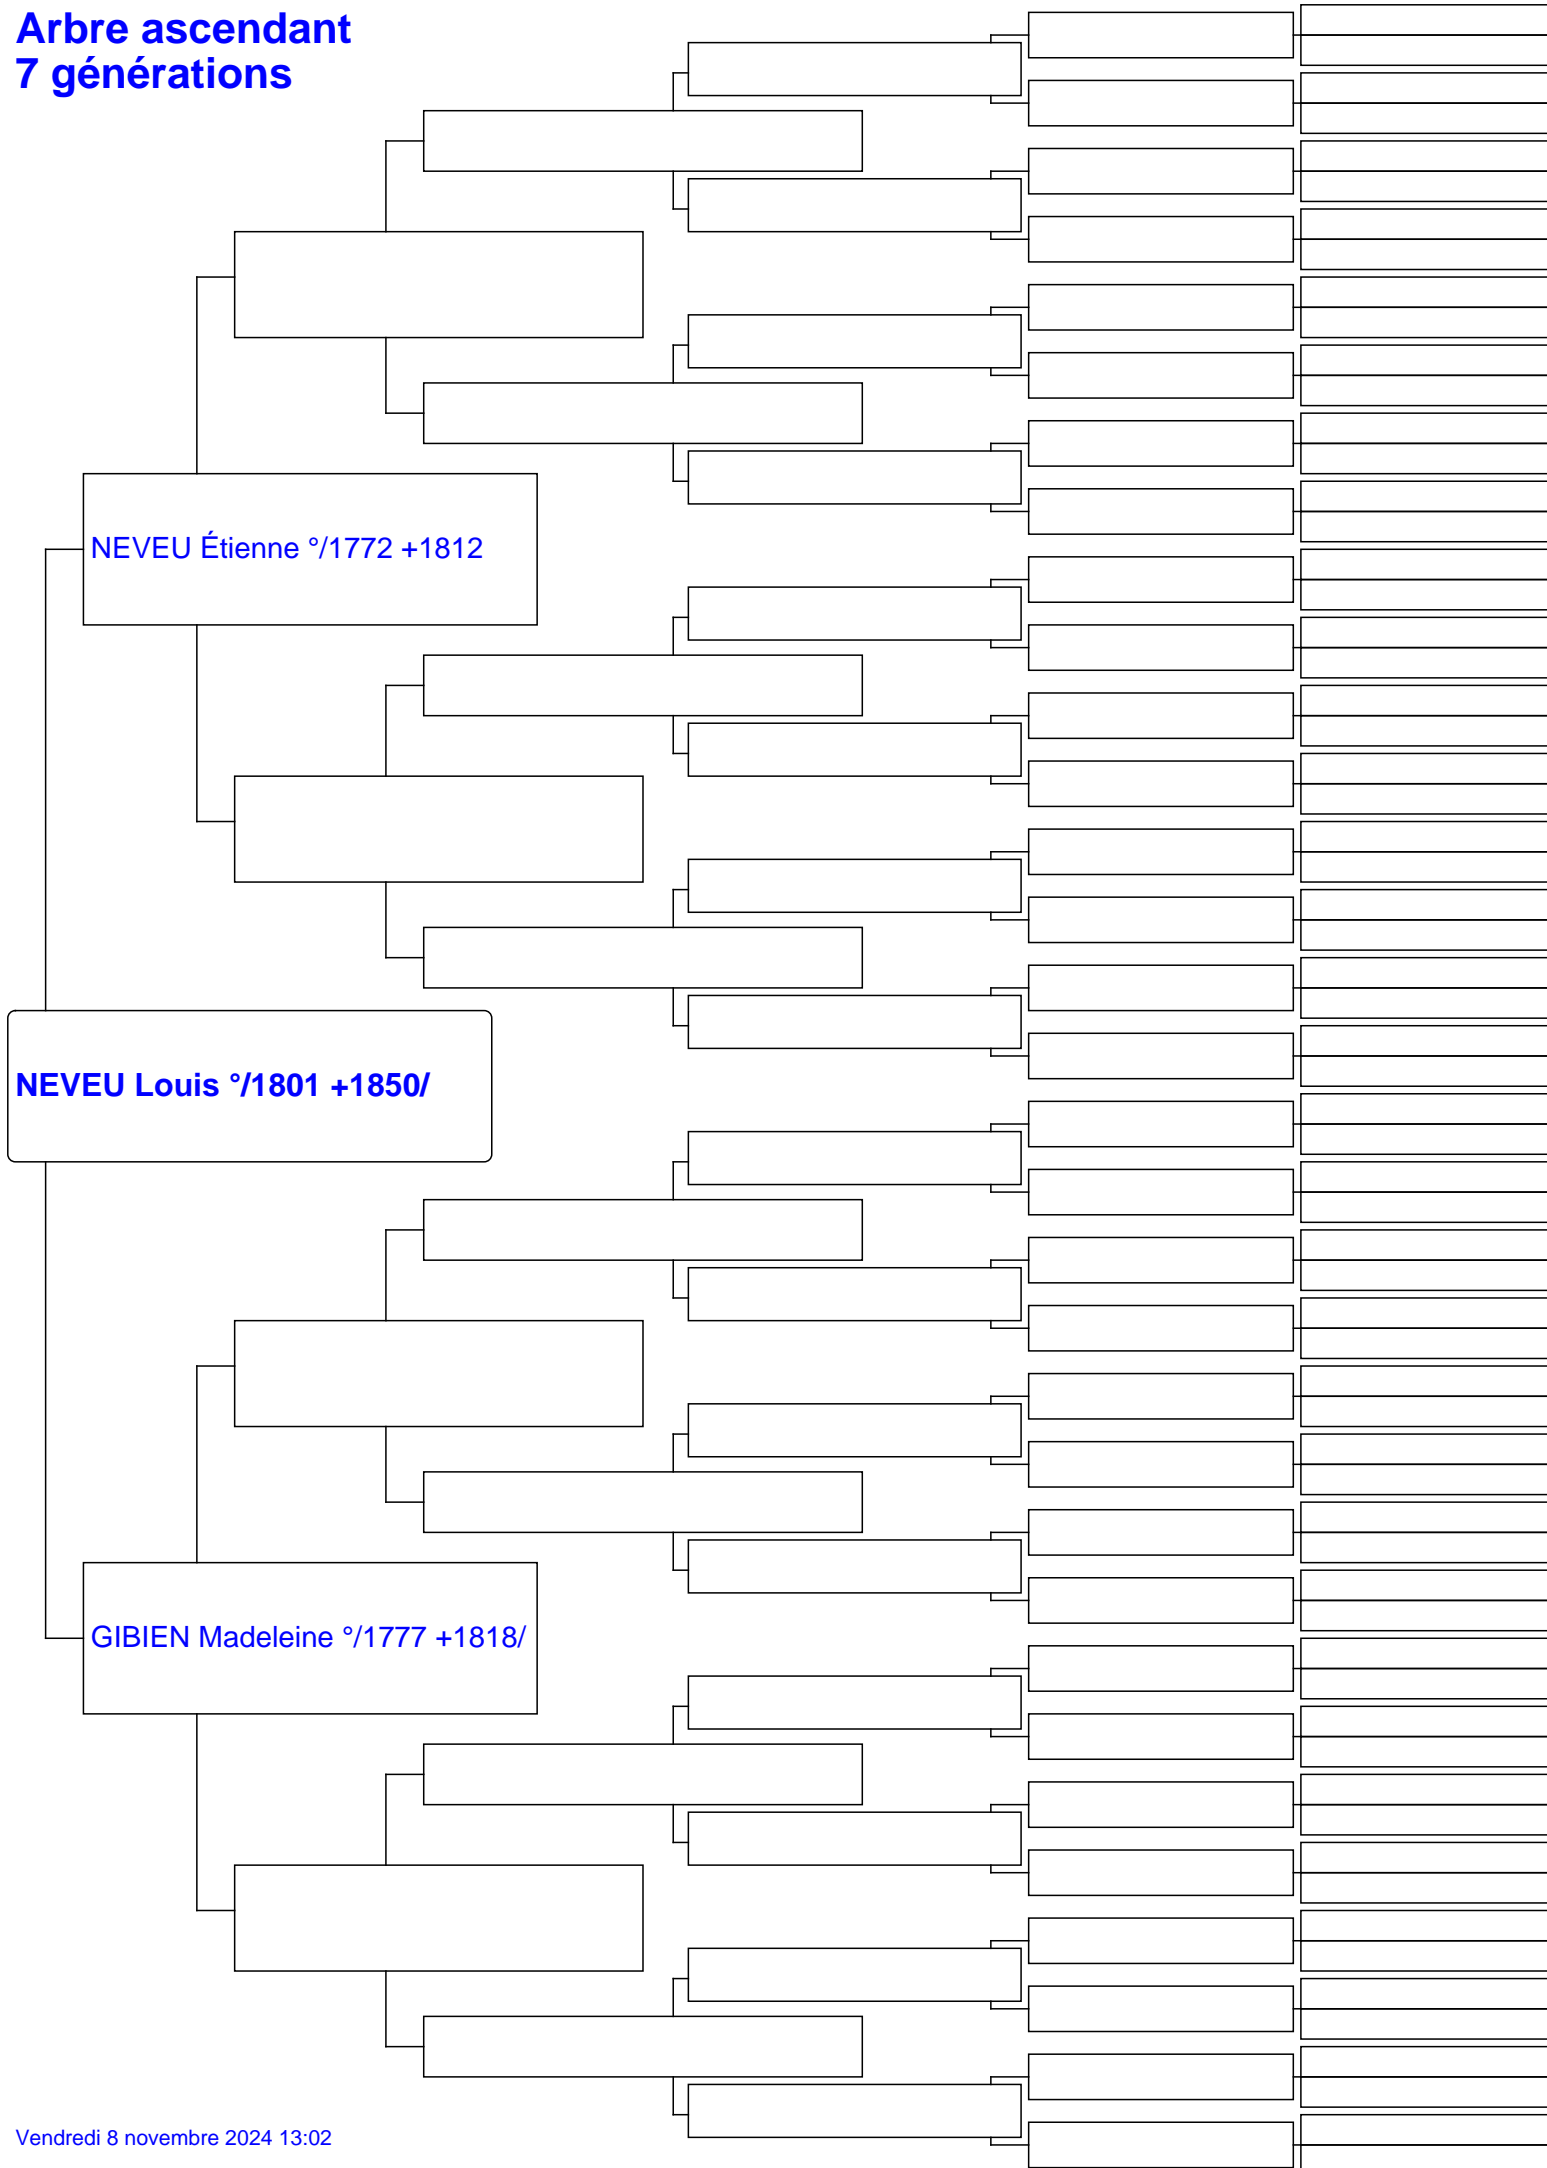 Arbre ascendant
7 générations
NEVEU Étienne °/1772 +1812
NEVEU Louis °/1801 +1850/
GIBIEN Madeleine °/1777 +1818/
Vendredi 8 novembre 2024 13:02